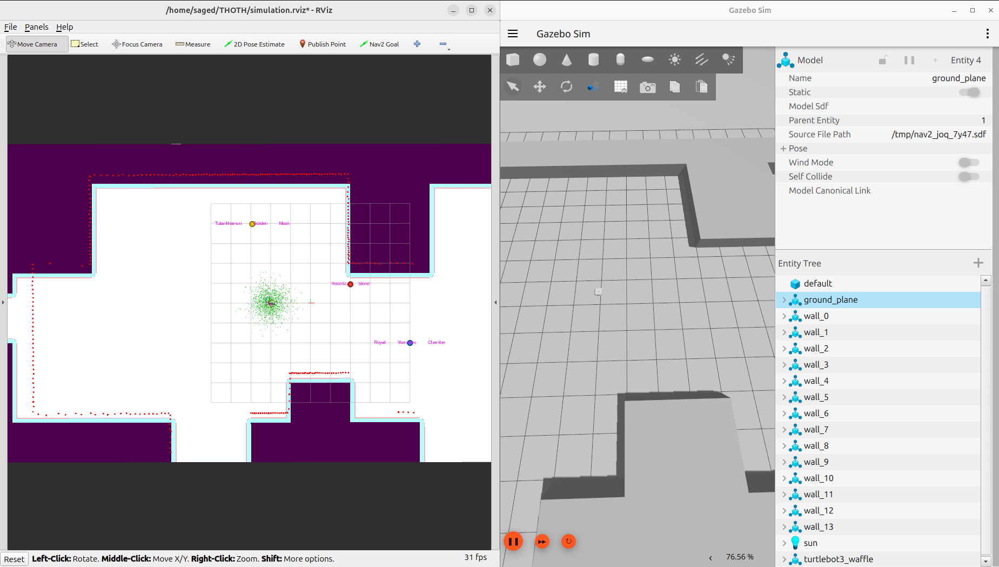 /home/saged/THOTH/simulation.rviz* - RViz
File Panels Help
Move Camera Select Focus Camera Measure 2D Pose Estimate Publish Point Nav2 Goal
Tutankhamun Golden Mask
Rosetta Stone
Royal Mummies Chamber
Reset Left-Click: Rotate. Middle-Click: Move X/Y. Right-Click: Zoom. Shift: More options. 31 fps
Gazebo Sim
Gazebo Sim
76.56 %
Model Entity 4
Name ground_plane
Static
Model Sdf
Parent Entity 1
Source File Path /tmp/nav2_joq_7y47.sdf
Pose
Wind Mode
Self Collide
Model Canonical Link
Entity Tree
default
ground_plane
wall_0
wall_1
wall_2
wall_3
wall_4
wall_5
wall_6
wall_7
wall_8
wall_9
wall_10
wall_11
wall_12
wall_13
sun
turtlebot3_waffle